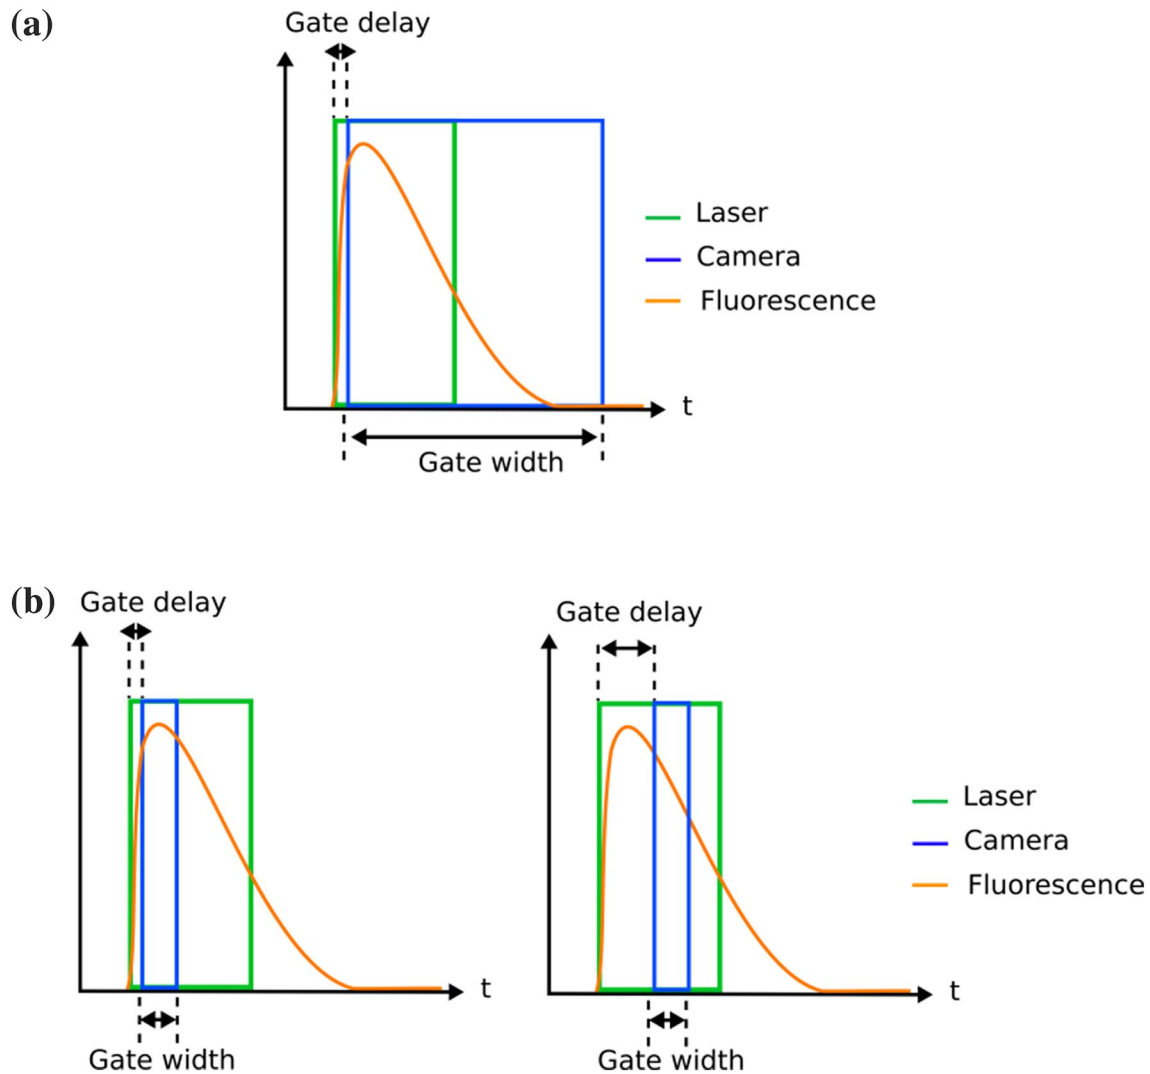 (a)
Gate delay
Laser
Camera
Fluorescence
t
Gate width
(b)
Gate delay
Gate delay
Laser
Camera
Fluorescence
t
t
Gate width
Gate width